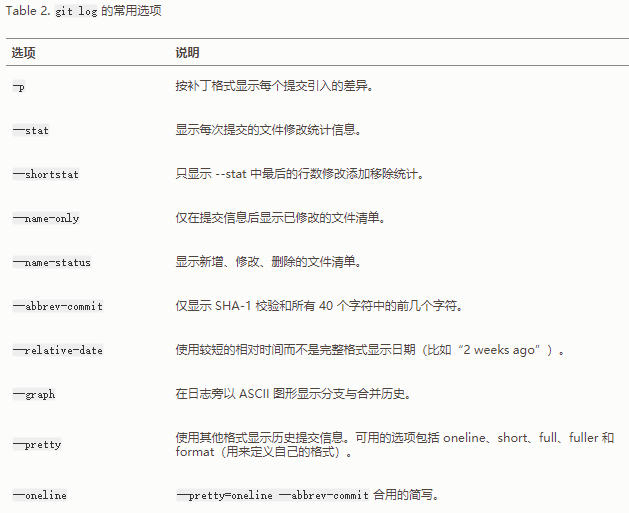 Table 2. git log 的常用选项
选项 说明
-p 按补丁格式显示每个提交引入的差异。
--stat 显示每次提交的文件修改统计信息。
--shortstat 只显示 --stat 中最后的行数修改添加移除统计。
--name-only 仅在提交信息后显示已修改的文件清单。
--name-status 显示新增、修改、删除的文件清单。
--abbrev-commit 仅显示 SHA-1 校验和所有 40 个字符中的前几个字符。
--relative-date 使用较短的相对时间而不是完整格式显示日期（比如“2 weeks ago”）。
--graph 在日志旁以 ASCII 图形显示分支与合并历史。
--pretty 使用其他格式显示历史提交信息。可用的选项包括 oneline、short、full、fuller 和
format（用来定义自己的格式）。
--oneline --pretty=oneline --abbrev-commit 合用的简写。